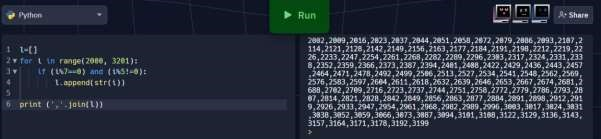 Python
Run
Share
1 l=[]
2 for i in range(2000, 3201):
3 if (i%7==0) and (i%5!=0):
4 l.append(str(i))
5
6 print (','.join(l))
2002,2009,2016,2023,2037,2044,2051,2058,2072,2079,2086,2093,2107,2
114,2121,2128,2142,2149,2156,2163,2177,2184,2191,2198,2212,2219,22
26,2233,2247,2254,2261,2268,2282,2289,2296,2303,2317,2324,2331,233
8,2352,2359,2366,2373,2387,2394,2401,2408,2422,2429,2436,2443,2457
,2464,2471,2478,2492,2499,2506,2513,2527,2534,2541,2548,2562,2569,
2576,2583,2597,2604,2611,2618,2632,2639,2646,2653,2667,2674,2681,2
688,2702,2709,2716,2723,2737,2744,2751,2758,2772,2779,2786,2793,28
07,2814,2821,2828,2842,2849,2856,2863,2877,2884,2891,2898,2912,291
9,2926,2933,2947,2954,2961,2968,2982,2989,2996,3003,3017,3024,3031
,3038,3052,3059,3066,3073,3087,3094,3101,3108,3122,3129,3136,3143,
3157,3164,3171,3178,3192,3199
>